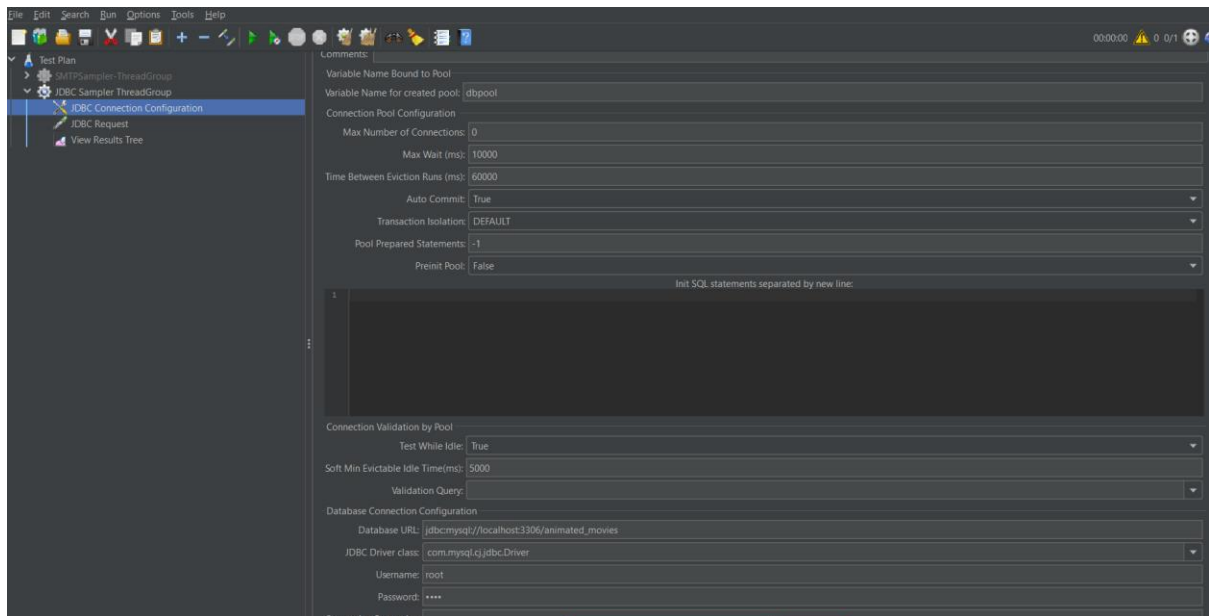 File Edit Search Run Options Tools Help
00:00:00 0 0/1
Test Plan
SMTPSampler-ThreadGroup
JDBC Sampler ThreadGroup
JDBC Connection Configuration
JDBC Request
View Results Tree
Comments:
Variable Name Bound to Pool
Variable Name for created pool: dbpool
Connection Pool Configuration
Max Number of Connections: 0
Max Wait (ms): 10000
Time Between Eviction Runs (ms): 60000
Auto Commit: True
Transaction Isolation: DEFAULT
Pool Prepared Statements: -1
Preinit Pool: False
Init SQL statements separated by new line:
1
Connection Validation by Pool
Test While Idle: True
Soft Min Evictable Idle Time(ms): 5000
Validation Query:
Database Connection Configuration
Database URL: jdbc:mysql://localhost:3306/animated_movies
JDBC Driver class: com.mysql.cj.jdbc.Driver
Username: root
Password: ••••